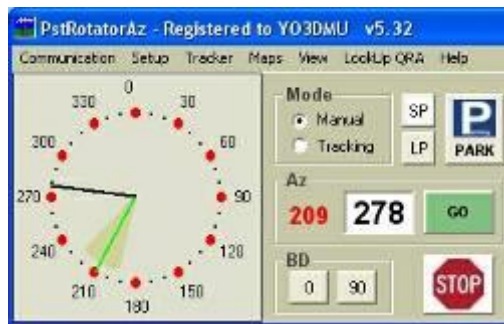 PstRotatorAz - Registered to YO3DMU v5.32
Communication Setup Tracker Maps View LookUp QRA Help
0
330 30
300 60
270 90
240 120
210 150
180
Mode
Manual
Tracking
SP
LP
P
PARK
Az
209 278 GO
BD
0 90
STOP